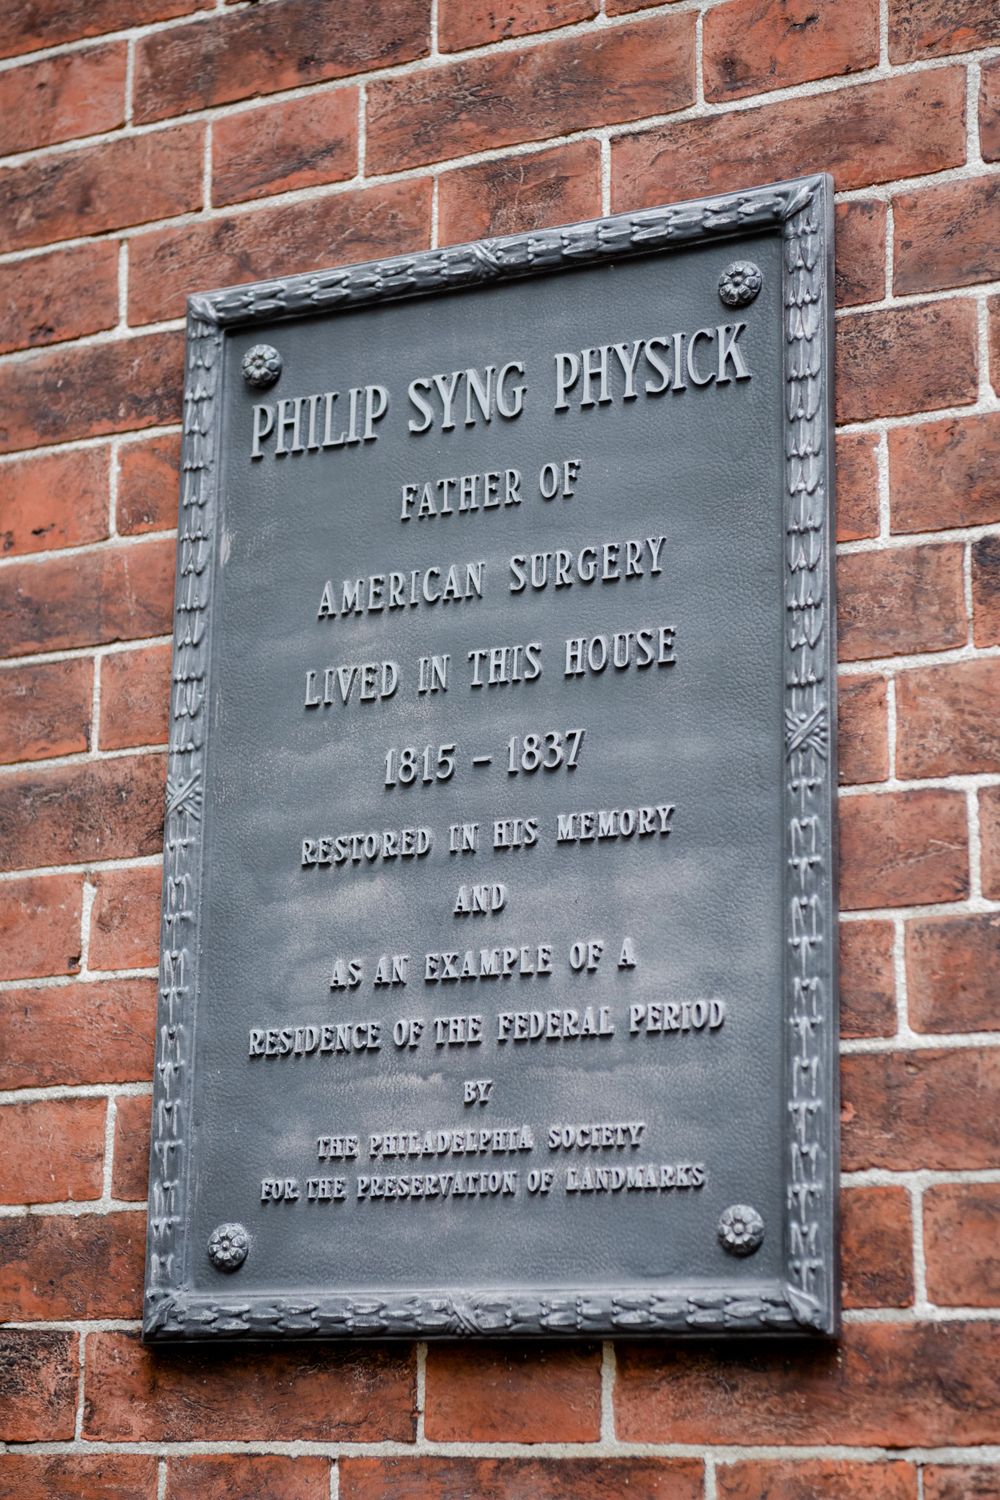 PHILIP SYNG PHYSICK
FATHER OF
AMERICAN SURGERY
LIVED IN THIS HOUSE
1815 – 1837
RESTORED IN HIS MEMORY
AND
AS AN EXAMPLE OF A
RESIDENCE OF THE FEDERAL PERIOD
BY
THE PHILADELPHIA SOCIETY
FOR THE PRESERVATION OF LANDMARKS